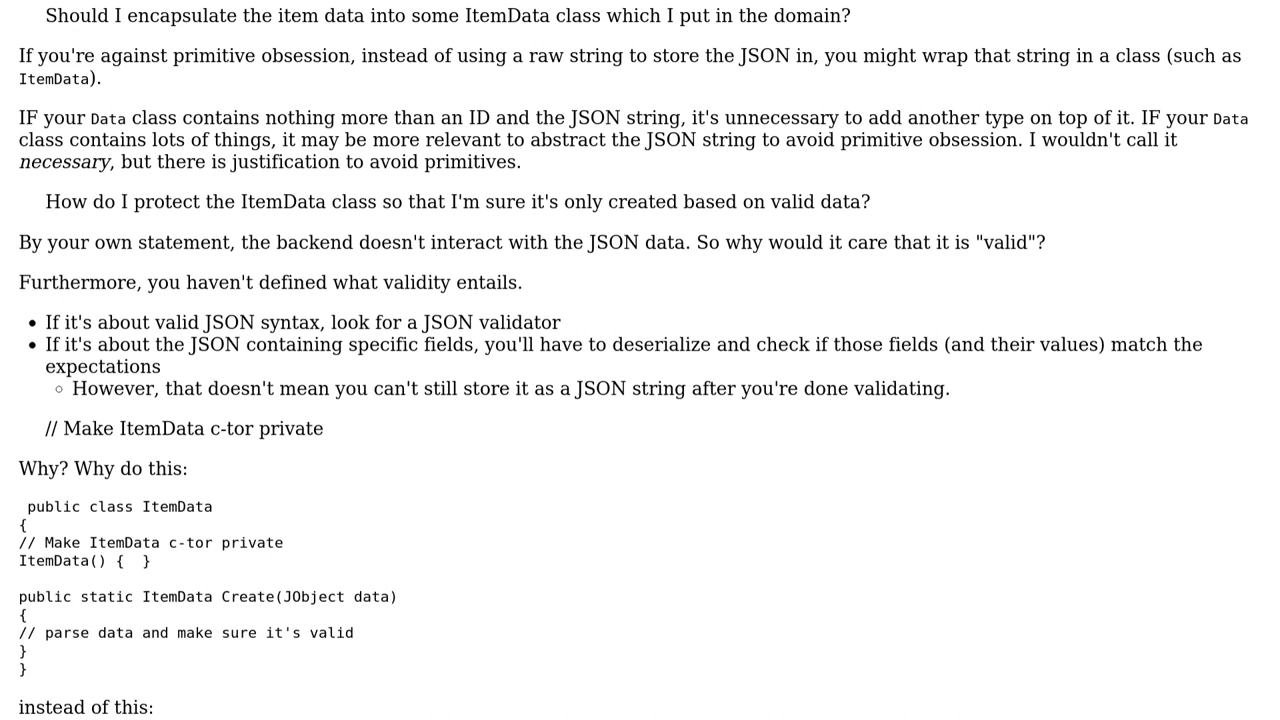 Should I encapsulate the item data into some ItemData class which I put in the domain?
If you're against primitive obsession, instead of using a raw string to store the JSON in, you might wrap that string in a class (such as
ItemData).
IF your Data class contains nothing more than an ID and the JSON string, it's unnecessary to add another type on top of it. IF your Data
class contains lots of things, it may be more relevant to abstract the JSON string to avoid primitive obsession. I wouldn't call it
necessary, but there is justification to avoid primitives.
How do I protect the ItemData class so that I'm sure it's only created based on valid data?
By your own statement, the backend doesn't interact with the JSON data. So why would it care that it is "valid"?
Furthermore, you haven't defined what validity entails.
• If it's about valid JSON syntax, look for a JSON validator
• If it's about the JSON containing specific fields, you'll have to deserialize and check if those fields (and their values) match the
expectations
◦ However, that doesn't mean you can't still store it as a JSON string after you're done validating.
// Make ItemData c-tor private
Why? Why do this:
public class ItemData
{
// Make ItemData c-tor private
ItemData() {  }
public static ItemData Create(JObject data)
{
// parse data and make sure it's valid
}
}
instead of this: